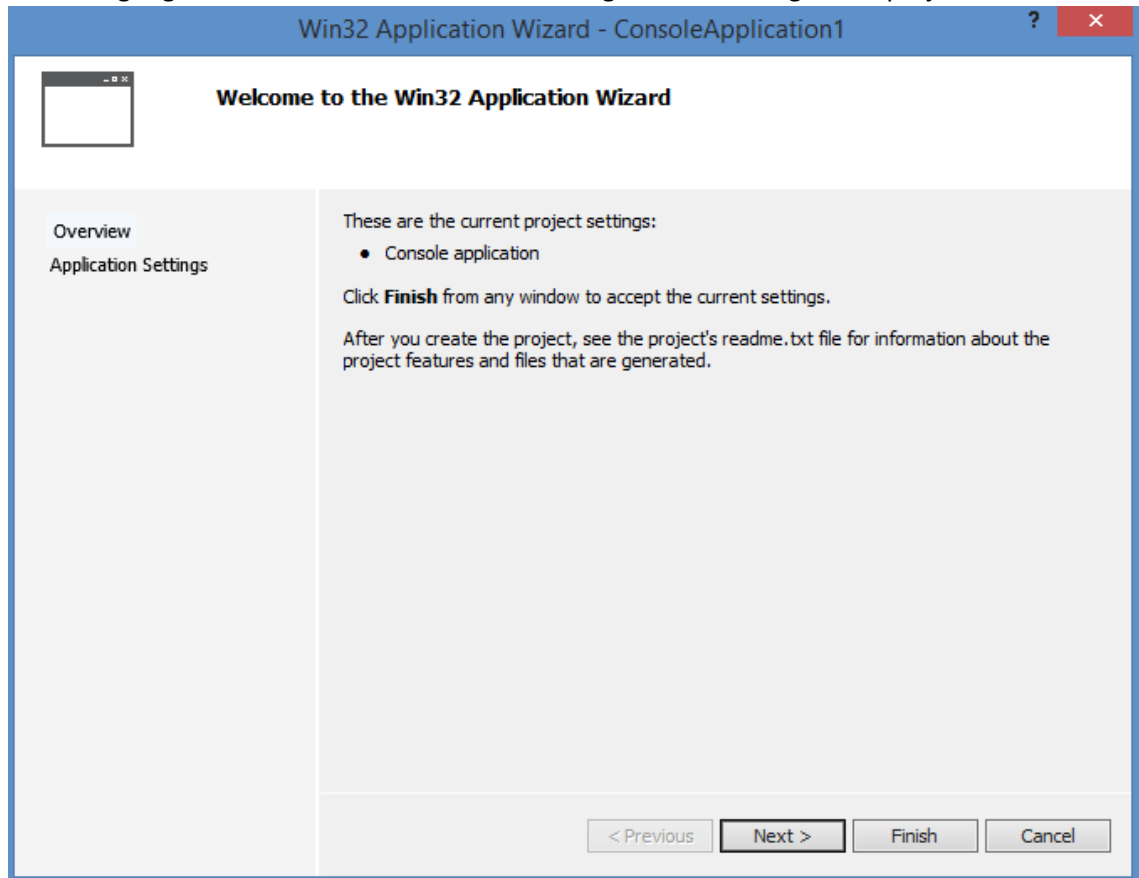 Win32 Application Wizard - ConsoleApplication1
?
Welcome to the Win32 Application Wizard
Overview
Application Settings
These are the current project settings:
• Console application
Click Finish from any window to accept the current settings.
After you create the project, see the project's readme.txt file for information about the
project features and files that are generated.
< Previous
Next >
Finish
Cancel